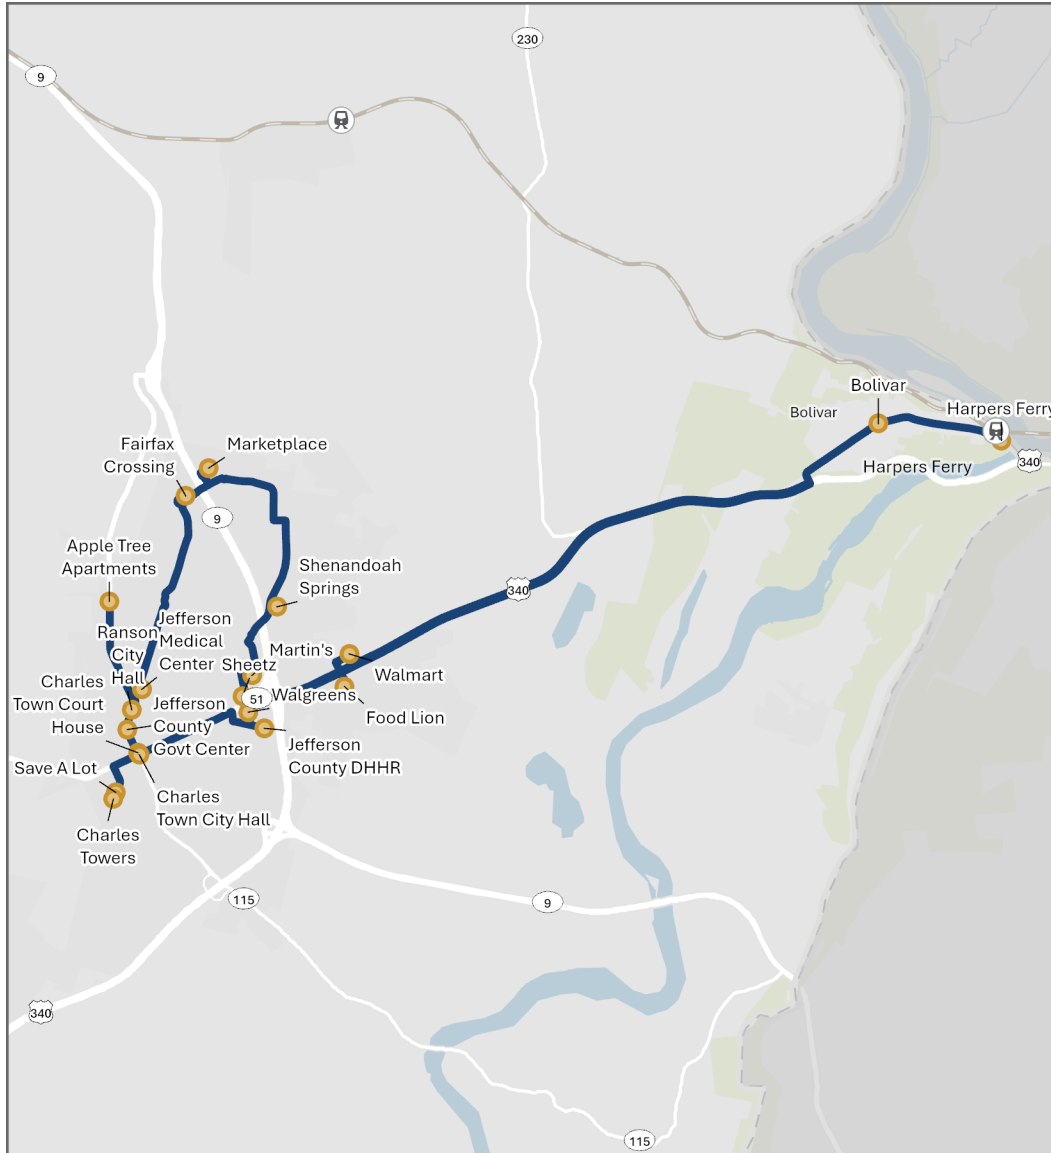 230
9
Bolivar
Bolivar
Harpers Ferry
Harpers Ferry
340
Fairfax
Crossing
Marketplace
9
Apple Tree
Apartments
Shenandoah
Springs
340
Ranson
City
Hall
Jefferson
Medical
Center
Martin's
Sheetz
Walmart
Charles
Town Court
House
51
Walgreens
Food Lion
Jefferson
County
Govt Center
Jefferson
County DHHR
Save A Lot
Charles
Town City Hall
Charles
Towers
115
9
340
115